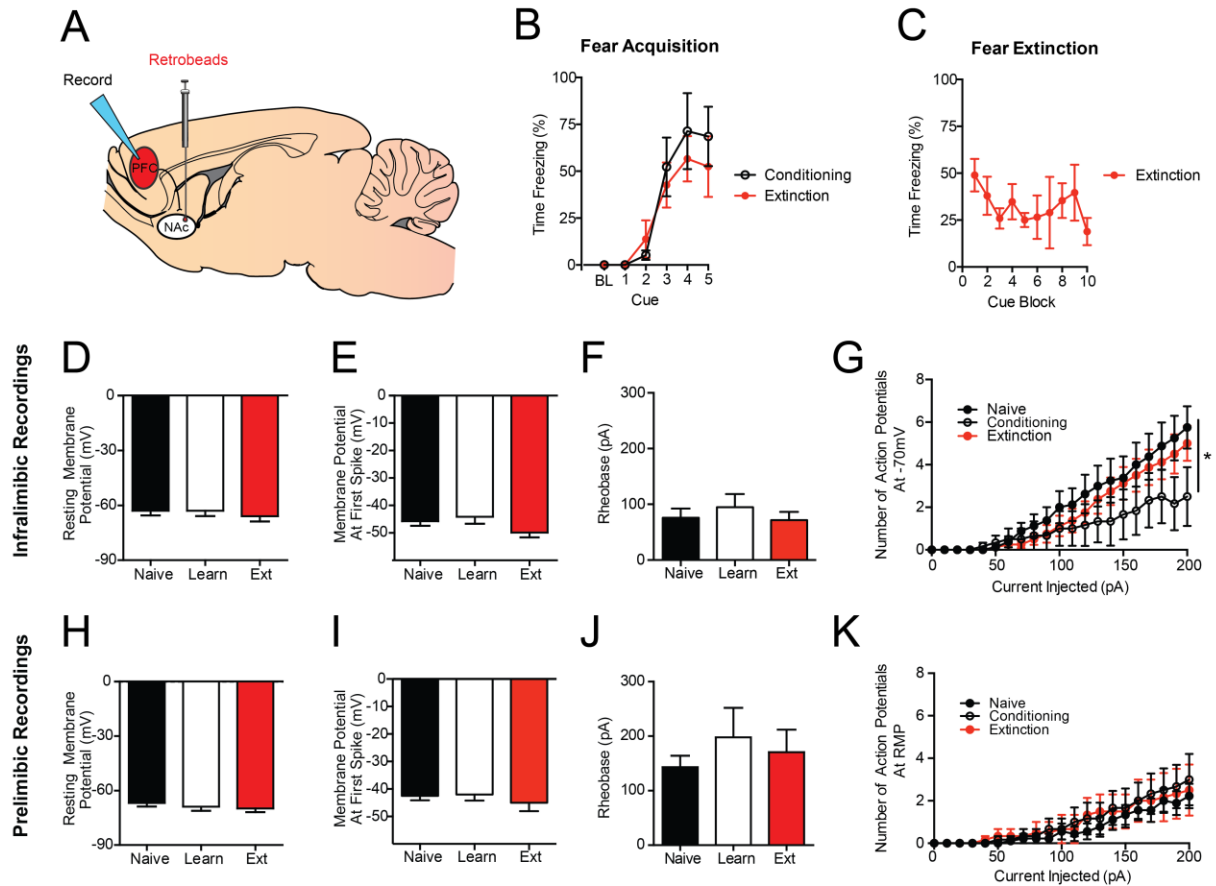 A
Retrobeads
Record
PFC
NAc
B
Fear Acquisition
Time Freezing (%)
100
75
50
25
0
BL 1 2 3 4 5
Cue
Conditioning
Extinction
C
Fear Extinction
Time Freezing (%)
100
75
50
25
0
0 2 4 6 8 10
Cue Block
Extinction
Infralimibic Recordings
D
Resting Membrane
Potential (mV)
0
-30
-60
-90
Naive Learn Ext
E
Membrane Potential
At First Spike (mV)
0
-10
-20
-30
-40
-50
Naive Learn Ext
F
Rheobase (pA)
300
200
100
0
Naive Learn Ext
G
Number of Action Potentials
At -70mV
8
6
4
2
0
0 50 100 150 200
Current Injected (pA)
Naive
Conditioning
Extinction
*
Prelimibic Recordings
H
Resting Membrane
Potential (mV)
0
-30
-60
-90
Naive Learn Ext
I
Membrane Potential
At First Spike (mV)
0
-10
-20
-30
-40
-50
Naive Learn Ext
J
Rheobase (pA)
300
200
100
0
Naive Learn Ext
K
Number of Action Potentials
At RMP
8
6
4
2
0
0 50 100 150 200
Current Injected (pA)
Naive
Conditioning
Extinction